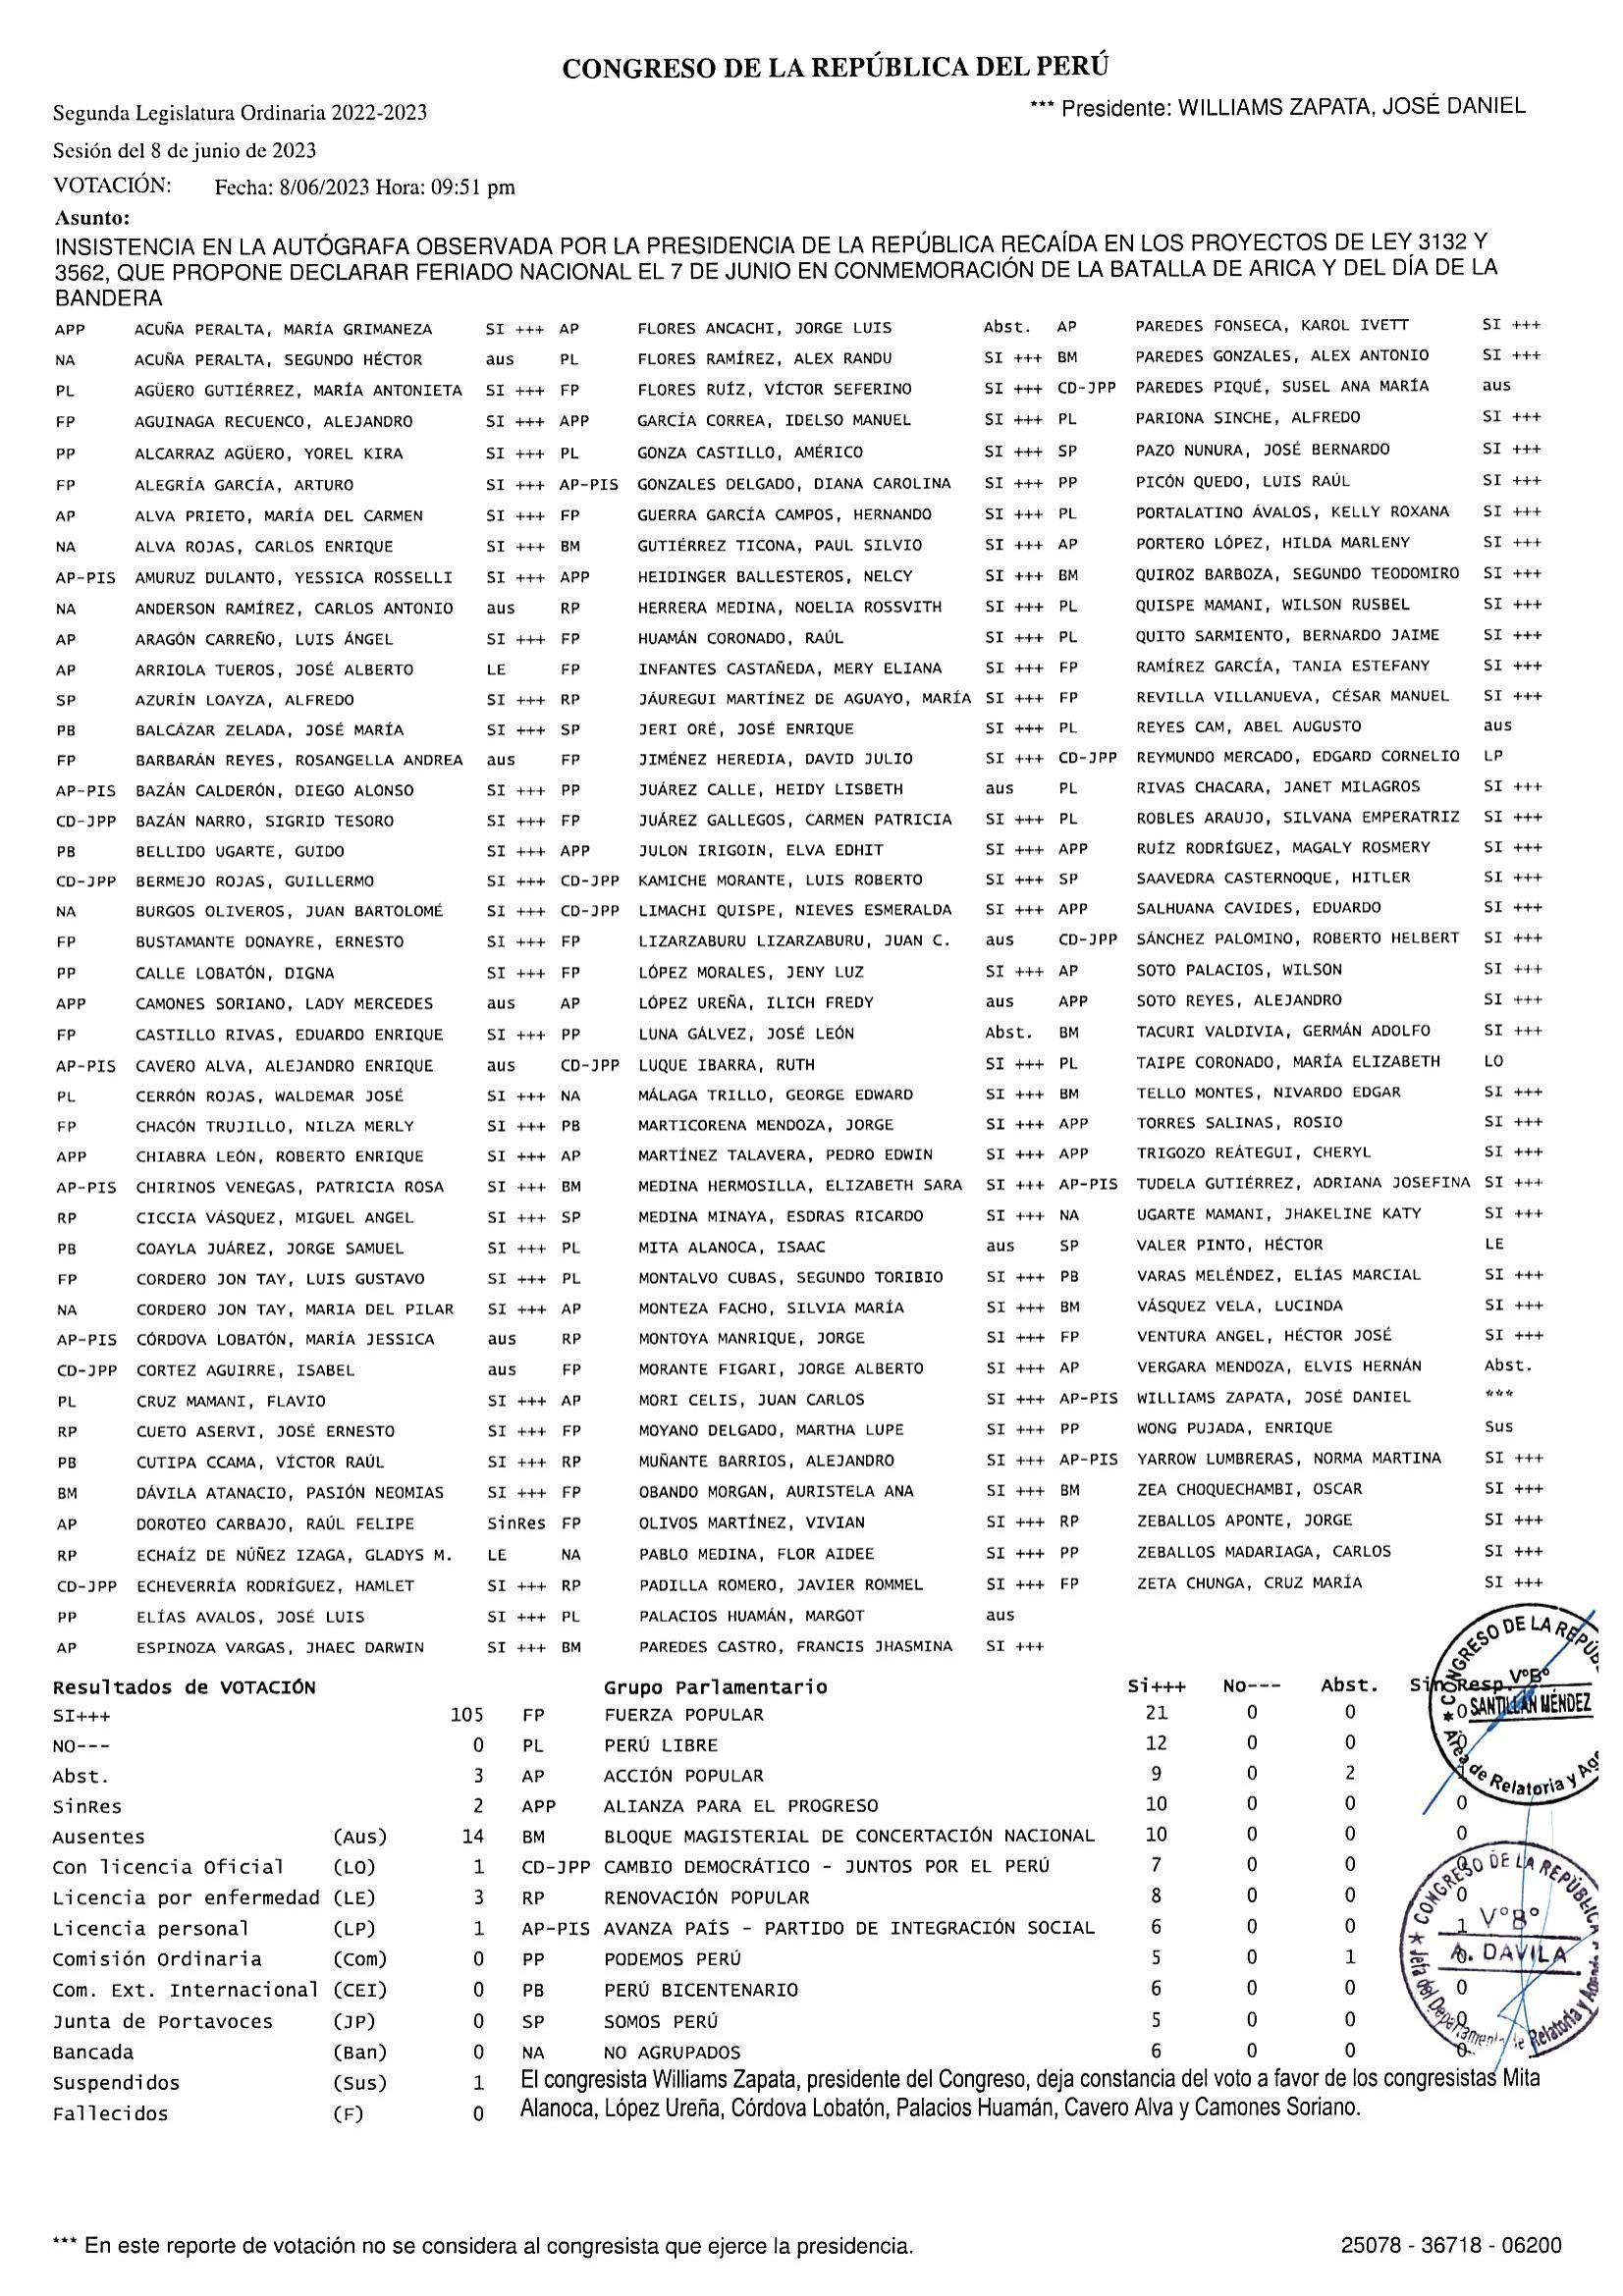 CONGRESO DE LA REPÚBLICA DEL PERÚ
Segunda Legislatura Ordinaria 2022-2023 *** Presidente: WILLIAMS ZAPATA, JOSÉ DANIEL
Sesión del 8 de junio de 2023
VOTACIÓN: Fecha: 8/06/2023 Hora: 09:51 pm
Asunto:
INSISTENCIA EN LA AUTÓGRAFA OBSERVADA POR LA PRESIDENCIA DE LA REPÚBLICA RECAÍDA EN LOS PROYECTOS DE LEY 3132 Y
3562, QUE PROPONE DECLARAR FERIADO NACIONAL EL 7 DE JUNIO EN CONMEMORACIÓN DE LA BATALLA DE ARICA Y DEL DÍA DE LA
BANDERA
APP ACUÑA PERALTA, MARÍA GRIMANEZA SI +++ AP FLORES ANCACHI, JORGE LUIS Abst. AP PAREDES FONSECA, KAROL IVETT SI +++
NA ACUÑA PERALTA, SEGUNDO HÉCTOR aus PL FLORES RAMÍREZ, ALEX RANDU SI +++ BM PAREDES GONZALES, ALEX ANTONIO SI +++
PL AGÜERO GUTIÉRREZ, MARÍA ANTONIETA SI +++ FP FLORES RUÍZ, VÍCTOR SEFERINO SI +++ CD-JPP PAREDES PIQUÉ, SUSEL ANA MARÍA aus
FP AGUINAGA RECUENCO, ALEJANDRO SI +++ APP GARCÍA CORREA, IDELSO MANUEL SI +++ PL PARIONA SINCHE, ALFREDO SI +++
PP ALCARRAZ AGÜERO, YOREL KIRA SI +++ PL GONZA CASTILLO, AMÉRICO SI +++ SP PAZO NUNURA, JOSÉ BERNARDO SI +++
FP ALEGRÍA GARCÍA, ARTURO SI +++ AP-PIS GONZALES DELGADO, DIANA CAROLINA SI +++ PP PICÓN QUEDO, LUIS RAÚL SI +++
AP ALVA PRIETO, MARÍA DEL CARMEN SI +++ FP GUERRA GARCÍA CAMPOS, HERNANDO SI +++ PL PORTALATINO ÁVALOS, KELLY ROXANA SI +++
NA ALVA ROJAS, CARLOS ENRIQUE SI +++ BM GUTIÉRREZ TICONA, PAUL SILVIO SI +++ AP PORTERO LÓPEZ, HILDA MARLENY SI +++
AP-PIS AMURUZ DULANTO, YESSICA ROSSELLI SI +++ APP HEIDINGER BALLESTEROS, NELCY SI +++ BM QUIROZ BARBOZA, SEGUNDO TEODOMIRO SI +++
NA ANDERSON RAMÍREZ, CARLOS ANTONIO aus RP HERRERA MEDINA, NOELIA ROSSVITH SI +++ PL QUISPE MAMANI, WILSON RUSBEL SI +++
AP ARAGÓN CARREÑO, LUIS ÁNGEL SI +++ FP HUAMÁN CORONADO, RAÚL SI +++ PL QUITO SARMIENTO, BERNARDO JAIME SI +++
AP ARRIOLA TUEROS, JOSÉ ALBERTO LE FP INFANTES CASTAÑEDA, MERY ELIANA SI +++ FP RAMÍREZ GARCÍA, TANIA ESTEFANY SI +++
SP AZURÍN LOAYZA, ALFREDO SI +++ RP JÁUREGUI MARTÍNEZ DE AGUAYO, MARÍA SI +++ FP REVILLA VILLANUEVA, CÉSAR MANUEL SI +++
PB BALCÁZAR ZELADA, JOSÉ MARÍA SI +++ SP JERI ORÉ, JOSÉ ENRIQUE SI +++ PL REYES CAM, ABEL AUGUSTO aus
FP BARBARÁN REYES, ROSANGELLA ANDREA aus FP JIMÉNEZ HEREDIA, DAVID JULIO SI +++ CD-JPP REYMUNDO MERCADO, EDGARD CORNELIO LP
AP-PIS BAZÁN CALDERÓN, DIEGO ALONSO SI +++ PP JUÁREZ CALLE, HEIDY LISBETH aus PL RIVAS CHACARA, JANET MILAGROS SI +++
CD-JPP BAZÁN NARRO, SIGRID TESORO SI +++ FP JUÁREZ GALLEGOS, CARMEN PATRICIA SI +++ PL ROBLES ARAUJO, SILVANA EMPERATRIZ SI +++
PB BELLIDO UGARTE, GUIDO SI +++ APP JULON IRIGOIN, ELVA EDHIT SI +++ APP RUÍZ RODRÍGUEZ, MAGALY ROSMERY SI +++
CD-JPP BERMEJO ROJAS, GUILLERMO SI +++ CD-JPP KAMICHE MORANTE, LUIS ROBERTO SI +++ SP SAAVEDRA CASTERNOQUE, HITLER SI +++
NA BURGOS OLIVEROS, JUAN BARTOLOMÉ SI +++ CD-JPP LIMACHI QUISPE, NIEVES ESMERALDA SI +++ APP SALHUANA CAVIDES, EDUARDO SI +++
FP BUSTAMANTE DONAYRE, ERNESTO SI +++ FP LIZARZABURU LIZARZABURU, JUAN C. aus CD-JPP SÁNCHEZ PALOMINO, ROBERTO HELBERT SI +++
PP CALLE LOBATÓN, DIGNA SI +++ FP LÓPEZ MORALES, JENY LUZ SI +++ AP SOTO PALACIOS, WILSON SI +++
APP CAMONES SORIANO, LADY MERCEDES aus AP LÓPEZ UREÑA, ILICH FREDY aus APP SOTO REYES, ALEJANDRO SI +++
FP CASTILLO RIVAS, EDUARDO ENRIQUE SI +++ PP LUNA GÁLVEZ, JOSÉ LEÓN Abst. BM TACURI VALDIVIA, GERMÁN ADOLFO SI +++
AP-PIS CAVERO ALVA, ALEJANDRO ENRIQUE aus CD-JPP LUQUE IBARRA, RUTH SI +++ PL TAIPE CORONADO, MARÍA ELIZABETH LO
PL CERRÓN ROJAS, WALDEMAR JOSÉ SI +++ NA MÁLAGA TRILLO, GEORGE EDWARD SI +++ BM TELLO MONTES, NIVARDO EDGAR SI +++
FP CHACÓN TRUJILLO, NILZA MERLY SI +++ PB MARTICORENA MENDOZA, JORGE SI +++ APP TORRES SALINAS, ROSIO SI +++
APP CHIABRA LEÓN, ROBERTO ENRIQUE SI +++ AP MARTÍNEZ TALAVERA, PEDRO EDWIN SI +++ APP TRIGOZO REÁTEGUI, CHERYL SI +++
AP-PIS CHIRINOS VENEGAS, PATRICIA ROSA SI +++ BM MEDINA HERMOSILLA, ELIZABETH SARA SI +++ AP-PIS TUDELA GUTIÉRREZ, ADRIANA JOSEFINA SI +++
RP CICCIA VÁSQUEZ, MIGUEL ANGEL SI +++ SP MEDINA MINAYA, ESDRAS RICARDO SI +++ NA UGARTE MAMANI, JHAKELINE KATY SI +++
PB COAYLA JUÁREZ, JORGE SAMUEL SI +++ PL MITA ALANOCA, ISAAC aus SP VALER PINTO, HÉCTOR LE
FP CORDERO JON TAY, LUIS GUSTAVO SI +++ PL MONTALVO CUBAS, SEGUNDO TORIBIO SI +++ PB VARAS MELÉNDEZ, ELÍAS MARCIAL SI +++
NA CORDERO JON TAY, MARIA DEL PILAR SI +++ AP MONTEZA FACHO, SILVIA MARÍA SI +++ BM VÁSQUEZ VELA, LUCINDA SI +++
AP-PIS CÓRDOVA LOBATÓN, MARÍA JESSICA aus RP MONTOYA MANRIQUE, JORGE SI +++ FP VENTURA ANGEL, HÉCTOR JOSÉ SI +++
CD-JPP CORTEZ AGUIRRE, ISABEL aus FP MORANTE FIGARI, JORGE ALBERTO SI +++ AP VERGARA MENDOZA, ELVIS HERNÁN Abst.
PL CRUZ MAMANI, FLAVIO SI +++ AP MORI CELIS, JUAN CARLOS SI +++ AP-PIS WILLIAMS ZAPATA, JOSÉ DANIEL ***
RP CUETO ASERVI, JOSÉ ERNESTO SI +++ FP MOYANO DELGADO, MARTHA LUPE SI +++ PP WONG PUJADA, ENRIQUE Sus
PB CUTIPA CCAMA, VÍCTOR RAÚL SI +++ RP MUÑANTE BARRIOS, ALEJANDRO SI +++ AP-PIS YARROW LUMBRERAS, NORMA MARTINA SI +++
BM DÁVILA ATANACIO, PASIÓN NEOMIAS SI +++ FP OBANDO MORGAN, AURISTELA ANA SI +++ BM ZEA CHOQUECHAMBI, OSCAR SI +++
AP DOROTEO CARBAJO, RAÚL FELIPE SinRes FP OLIVOS MARTÍNEZ, VIVIAN SI +++ RP ZEBALLOS APONTE, JORGE SI +++
RP ECHAÍZ DE NÚÑEZ IZAGA, GLADYS M. LE NA PABLO MEDINA, FLOR AIDEE SI +++ PP ZEBALLOS MADARIAGA, CARLOS SI +++
CD-JPP ECHEVERRÍA RODRÍGUEZ, HAMLET SI +++ RP PADILLA ROMERO, JAVIER ROMMEL SI +++ FP ZETA CHUNGA, CRUZ MARÍA SI +++
PP ELÍAS AVALOS, JOSÉ LUIS SI +++ PL PALACIOS HUAMÁN, MARGOT aus
AP ESPINOZA VARGAS, JHAEC DARWIN SI +++ BM PAREDES CASTRO, FRANCIS JHASMINA SI +++
Resultados de VOTACIÓN Grupo Parlamentario Si+++ No--- Abst. Sin Resp.
SI+++ 105 FP FUERZA POPULAR 21 0 0 0
NO--- 0 PL PERÚ LIBRE 12 0 0 0
Abst. 3 AP ACCIÓN POPULAR 9 0 2 1
SinRes 2 APP ALIANZA PARA EL PROGRESO 10 0 0 0
Ausentes (Aus) 14 BM BLOQUE MAGISTERIAL DE CONCERTACIÓN NACIONAL 10 0 0 0
Con licencia Oficial (LO) 1 CD-JPP CAMBIO DEMOCRÁTICO - JUNTOS POR EL PERÚ 7 0 0 0
Licencia por enfermedad (LE) 3 RP RENOVACIÓN POPULAR 8 0 0 0
Licencia personal (LP) 1 AP-PIS AVANZA PAÍS - PARTIDO DE INTEGRACIÓN SOCIAL 6 0 0 1
Comisión Ordinaria (Com) 0 PP PODEMOS PERÚ 5 0 1 0
Com. Ext. Internacional (CEI) 0 PB PERÚ BICENTENARIO 6 0 0 0
Junta de Portavoces (JP) 0 SP SOMOS PERÚ 5 0 0 0
Bancada (Ban) 0 NA NO AGRUPADOS 6 0 0 0
Suspendidos (Sus) 1 El congresista Williams Zapata, presidente del Congreso, deja constancia del voto a favor de los congresistas Mita
Fallecidos (F) 0 Alanoca, López Ureña, Córdova Lobatón, Palacios Huamán, Cavero Alva y Camones Soriano.
CONGRESO DE LA
V°B°
SANTILLÁN MÉNDEZ
Área de Relatoria y
CONGRESO DE LA REPÚBLICA
V°B°
A. DAVILA
Jefa del Departamento de Relatoría y
*** En este reporte de votación no se considera al congresista que ejerce la presidencia. 25078 - 36718 - 06200